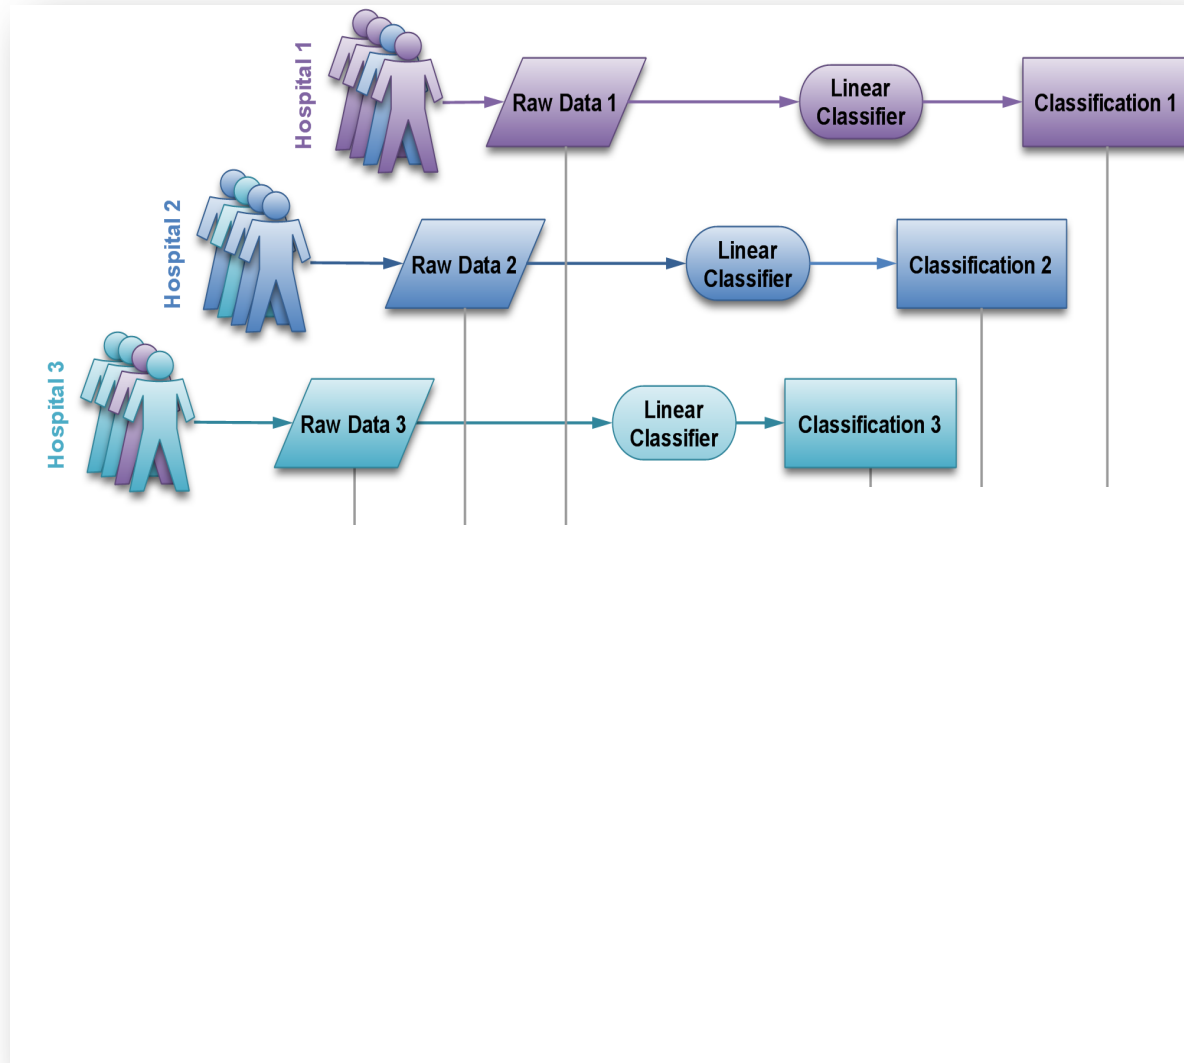 Hospital 1
Raw Data 1
Linear
Classifier
Classification 1
Hospital 2
Raw Data 2
Linear
Classifier
Classification 2
Hospital 3
Raw Data 3
Linear
Classifier
Classification 3